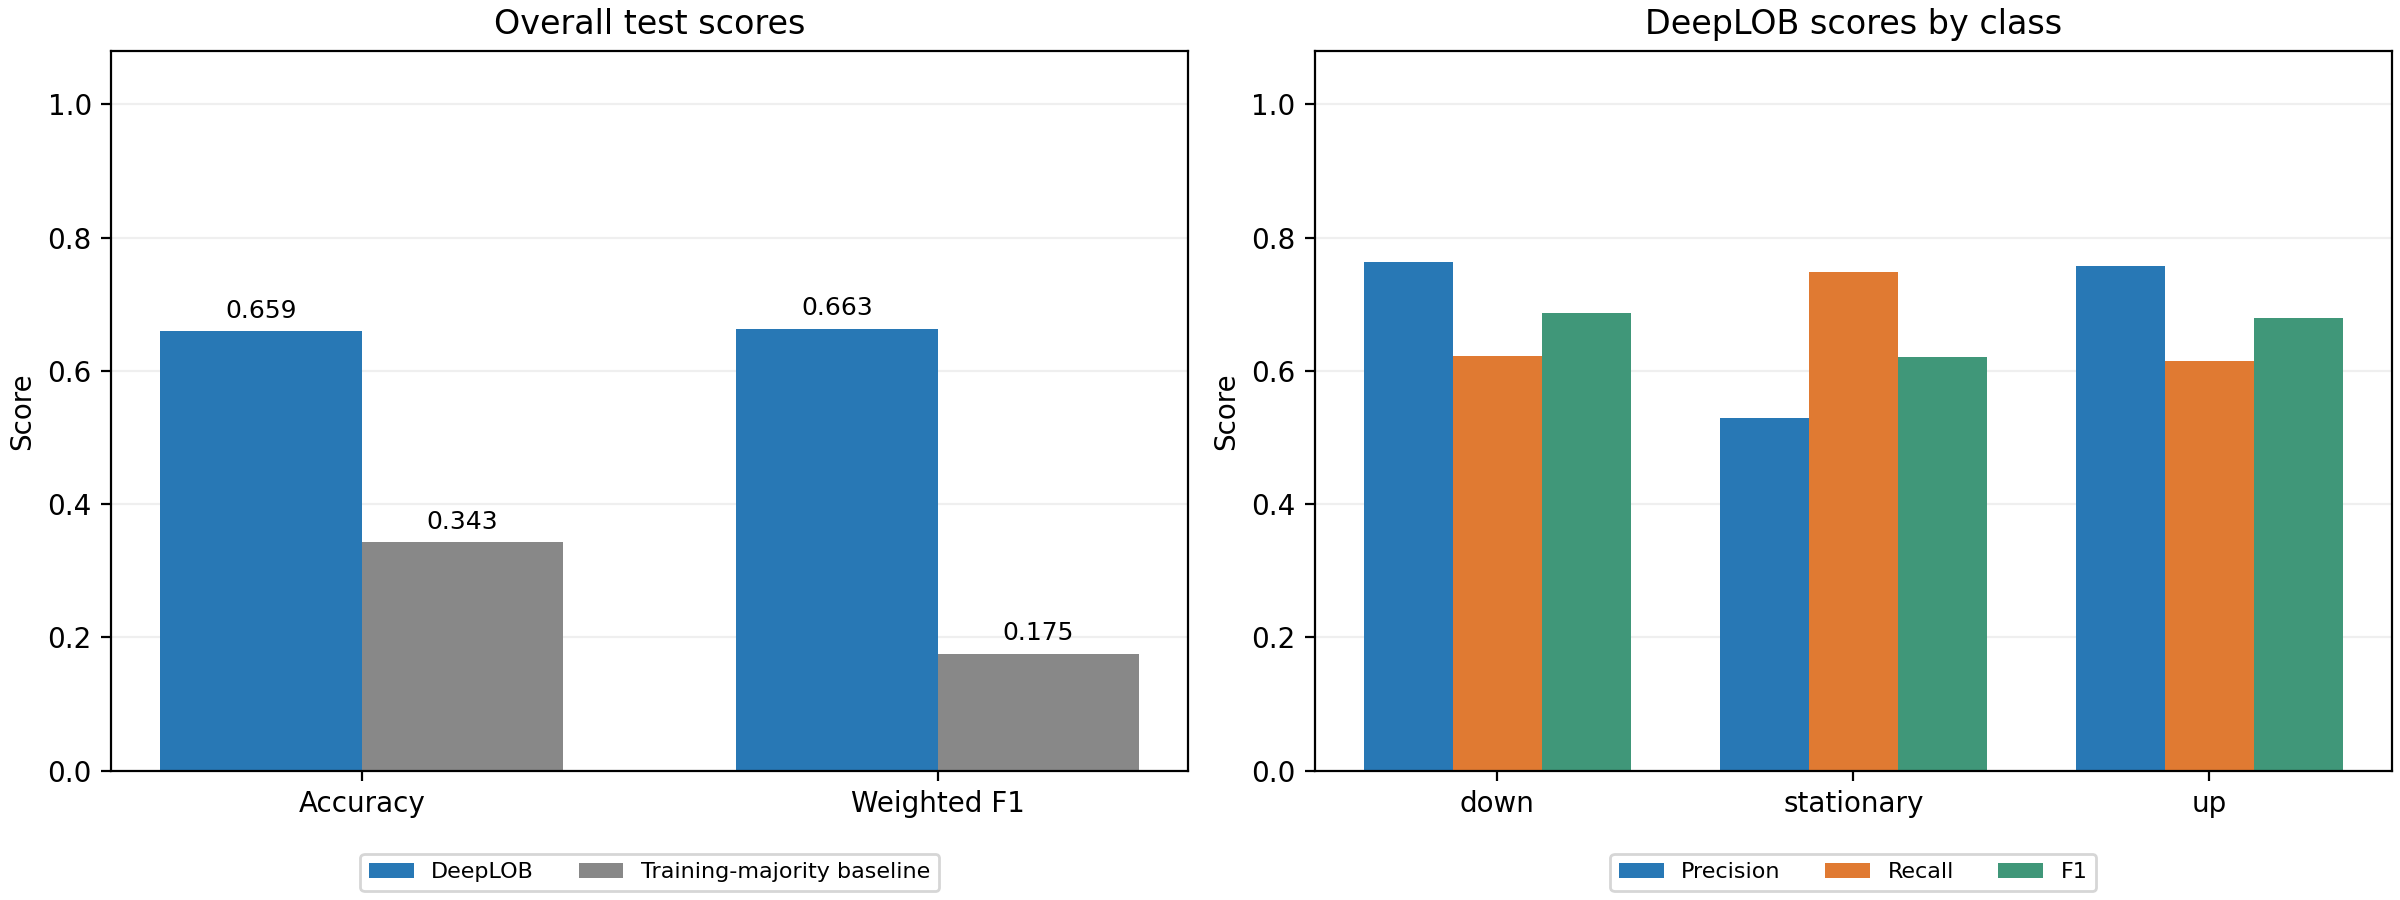 Overall test scores
Score
1.0
0.8
0.6
0.4
0.2
0.0
0.659
0.343
0.663
0.175
Accuracy
Weighted F1
DeepLOB
Training-majority baseline
DeepLOB scores by class
Score
1.0
0.8
0.6
0.4
0.2
0.0
down
stationary
up
Precision
Recall
F1